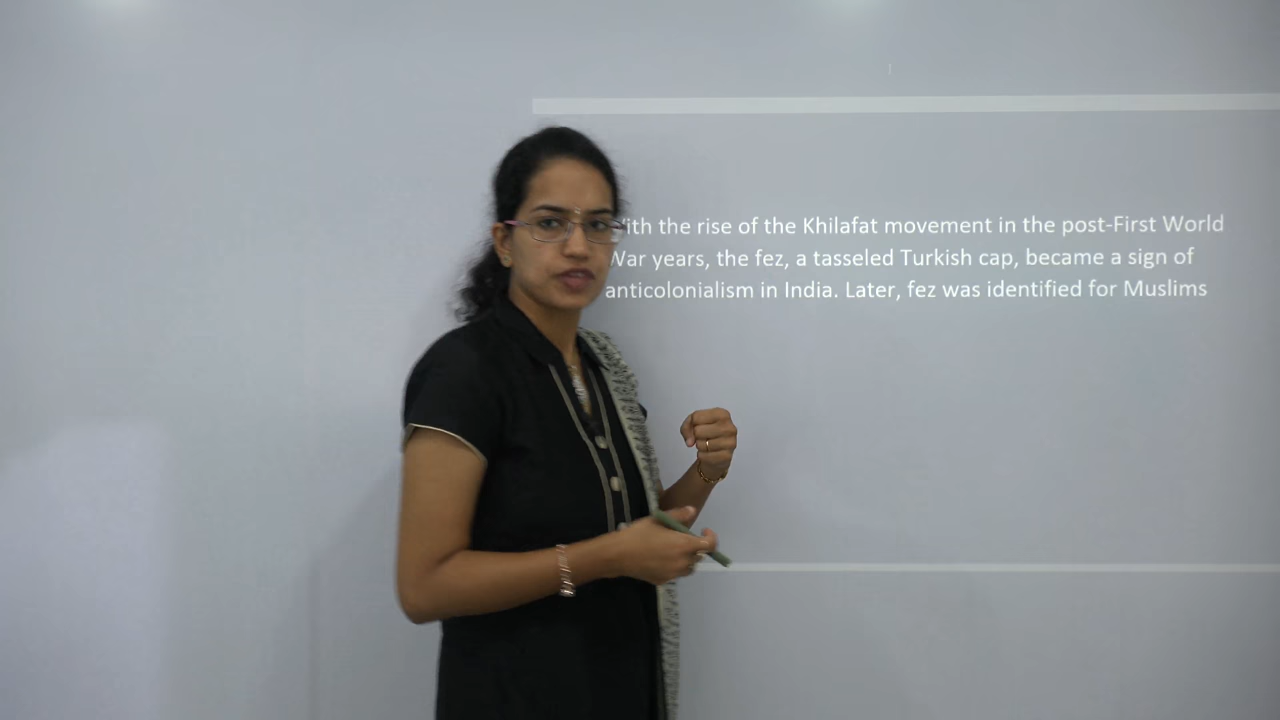 With the rise of the Khilafat movement in the post-First World
War years, the fez, a tasseled Turkish cap, became a sign of
anticolonialism in India. Later, fez was identified for Muslims